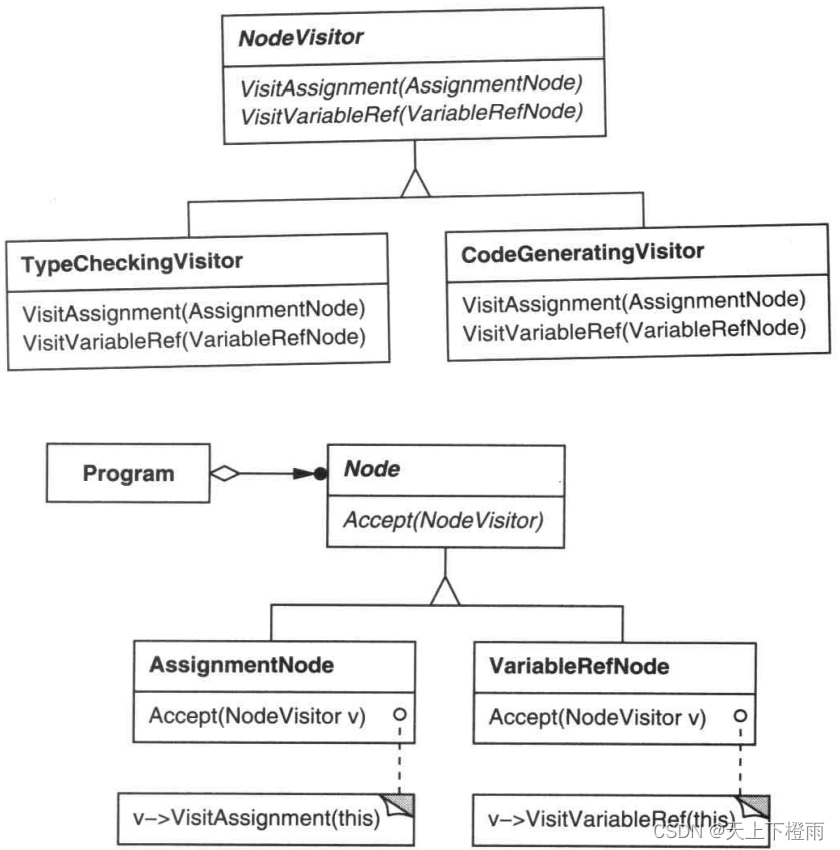 NodeVisitor
VisitAssignment(AssignmentNode)
VisitVariableRef(VariableRefNode)
TypeCheckingVisitor
VisitAssignment(AssignmentNode)
VisitVariableRef(VariableRefNode)
CodeGeneratingVisitor
VisitAssignment(AssignmentNode)
VisitVariableRef(VariableRefNode)
Program
Node
Accept(NodeVisitor)
AssignmentNode
Accept(NodeVisitor v)
VariableRefNode
Accept(NodeVisitor v)
v–>VisitAssignment(this)
v–>VisitVariableRef(this)
CSDN @天上下橙雨